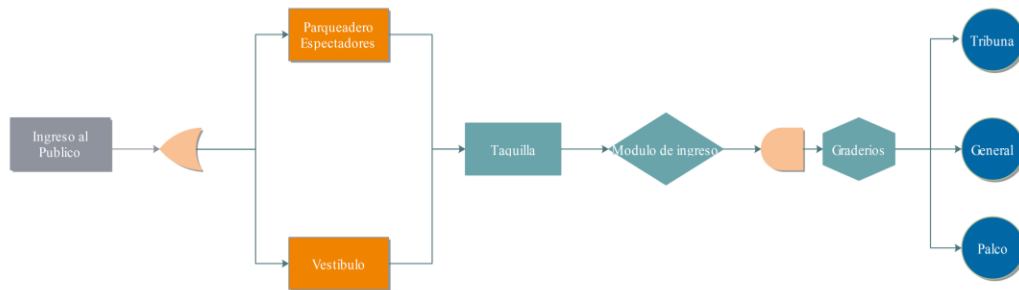 Parqueadero
Espectadores
Tribuna
Ingreso al
Publico
Taquilla
Modulo de ingreso
Graderios
General
Vestibulo
Palco